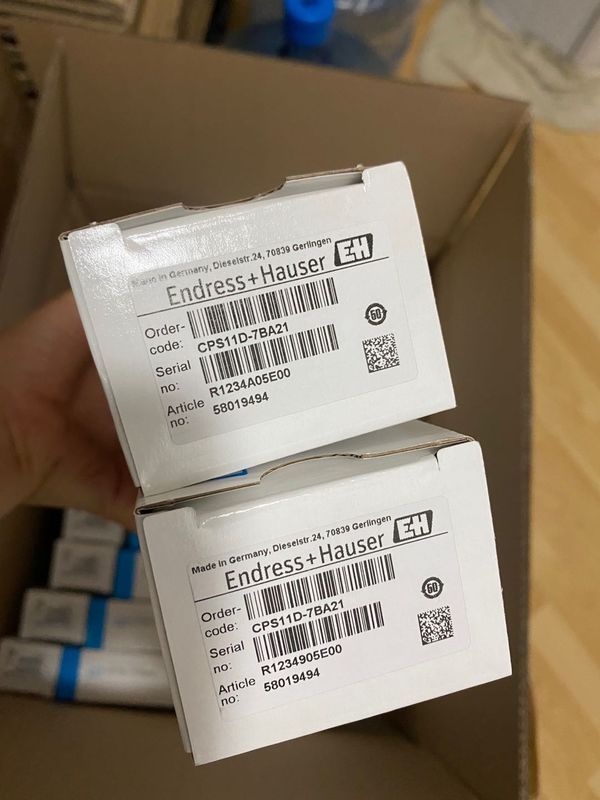 Made in Germany, Dieselstr.24, 70839 Gerlingen
Endress+Hauser EH
Order-
code: CPS11D-7BA21
Serial
no: R1234A05E00
Article
no: 58019494
60
Made in Germany, Dieselstr.24, 70839 Gerlingen
Endress+Hauser EH
Order-
code: CPS11D-7BA21
Serial
no: R1234905E00
Article
no: 58019494
60